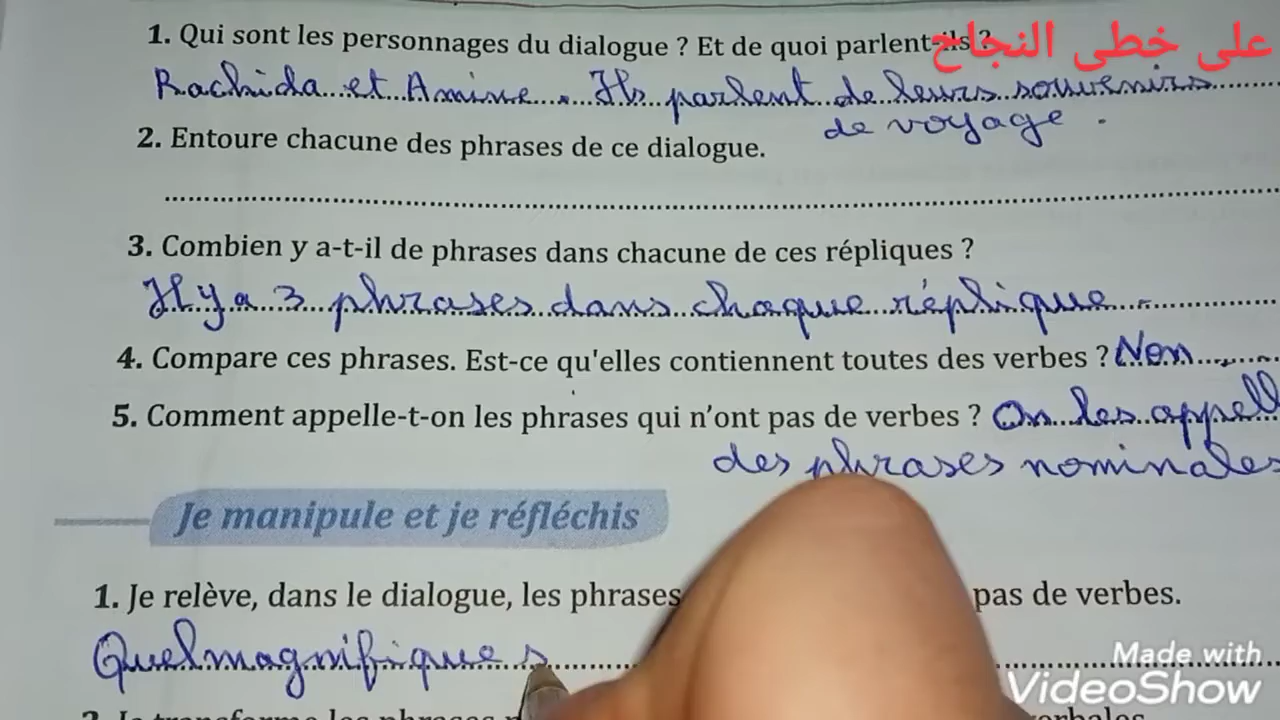 على خطى النجاح
1. Qui sont les personnages du dialogue ? Et de quoi parlent-ils ?
Rachida et Amine. Ils parlent de leurs souvenirs
de voyage.
2. Entoure chacune des phrases de ce dialogue.
3. Combien y a-t-il de phrases dans chacune de ces répliques ?
Il y a 3 phrases dans chaque réplique
4. Compare ces phrases. Est-ce qu'elles contiennent toutes des verbes ? Non
5. Comment appelle-t-on les phrases qui n'ont pas de verbes ? On les appell
des phrases nominales
Je manipule et je réfléchis
1. Je relève, dans le dialogue, les phrases pas de verbes.
Quel magnifique s
Made with
VideoShow
2. Je transforme les phrases